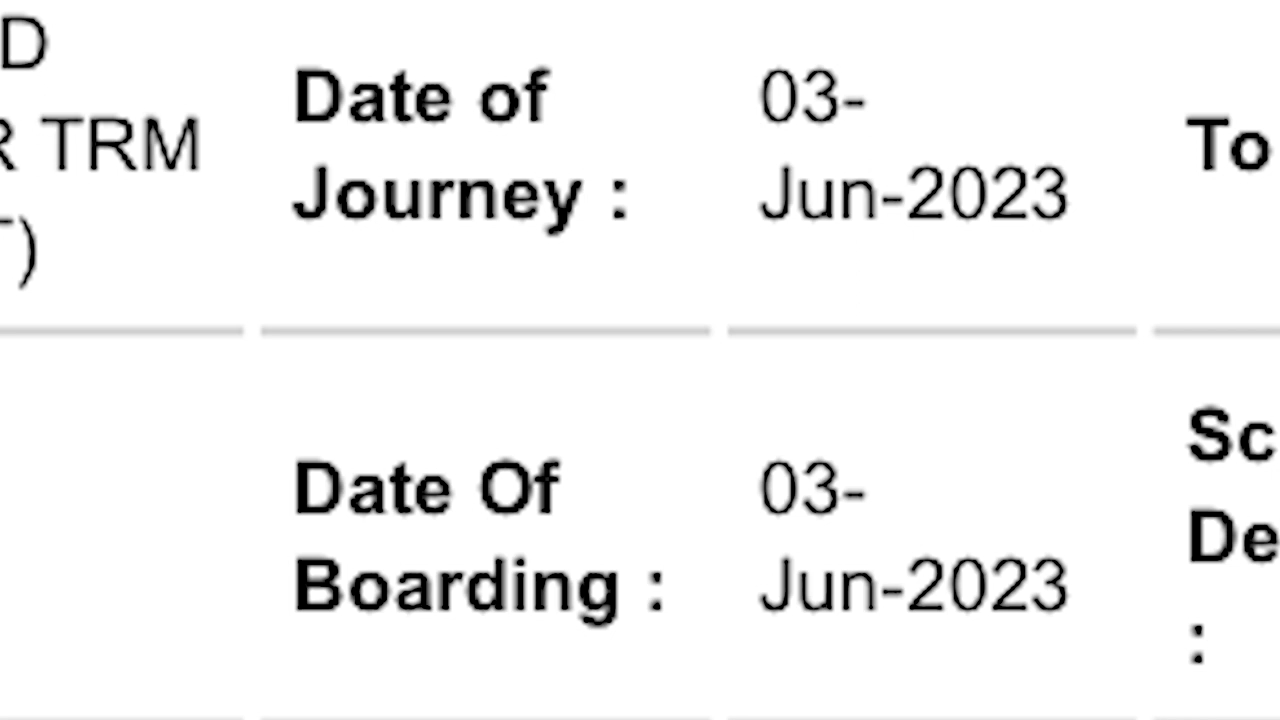 D
Date of 03-
R TRM To
Journey : Jun-2023
T)
Date Of 03-
Sc
Boarding : Jun-2023
De
: